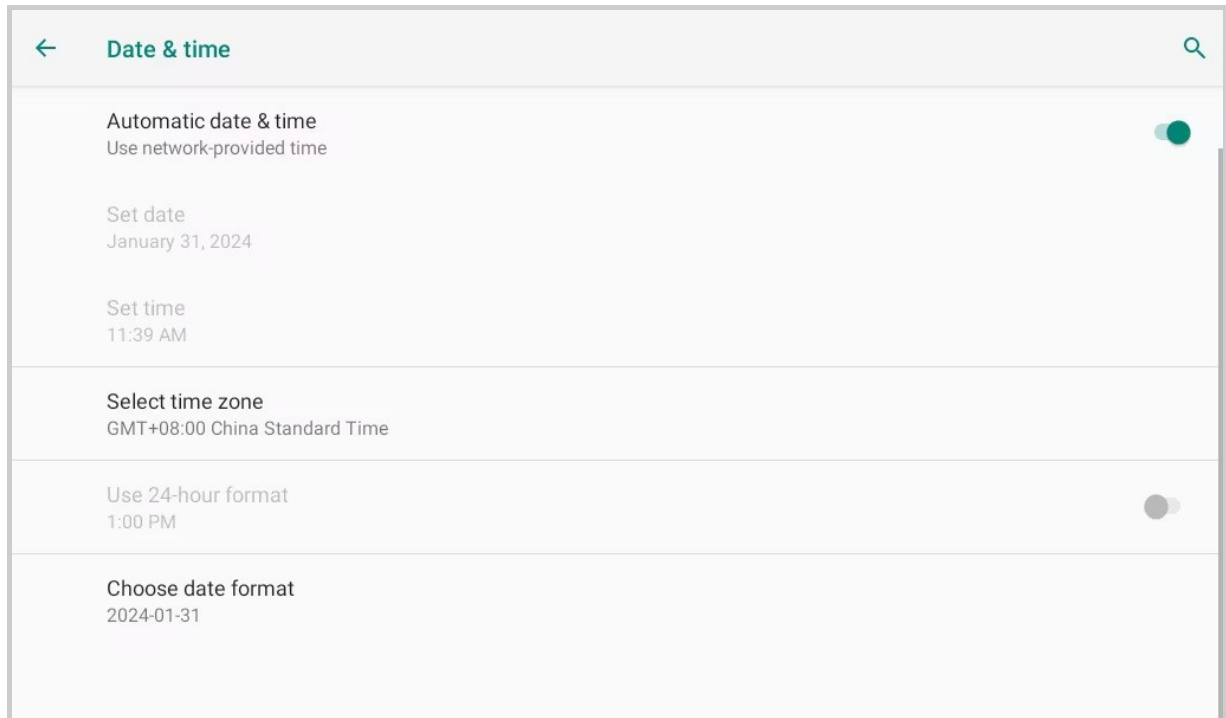 Date & time
Automatic date & time
Use network-provided time
Set date
January 31, 2024
Set time
11:39 AM
Select time zone
GMT+08:00 China Standard Time
Use 24-hour format
1:00 PM
Choose date format
2024-01-31